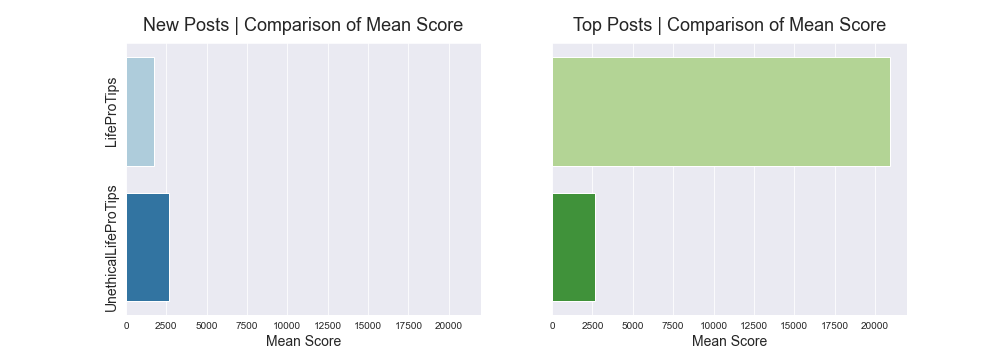 New Posts | Comparison of Mean Score
LifeProTips
UnethicalLifeProTips
0 2500 5000 7500 10000 12500 15000 17500 20000
Mean Score
Top Posts | Comparison of Mean Score
0 2500 5000 7500 10000 12500 15000 17500 20000
Mean Score